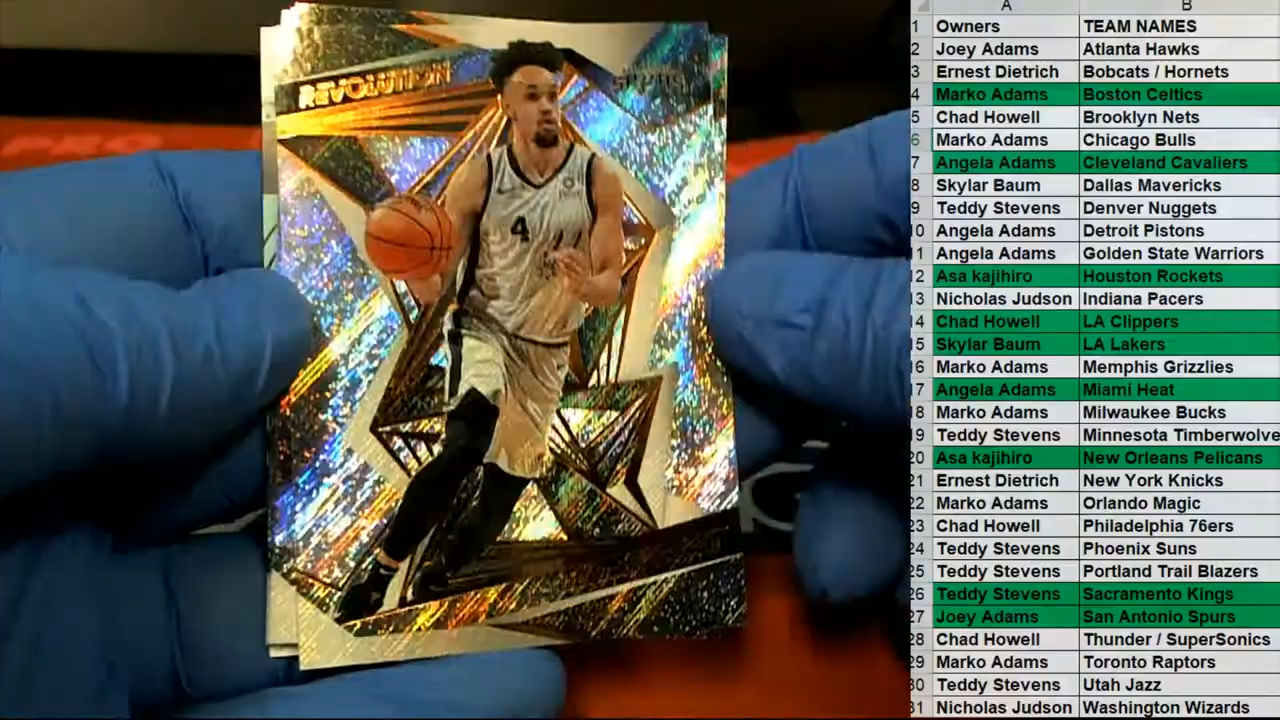 REVOLUTION
SPURS
4
PRO
A B
1 Owners TEAM NAMES
2 Joey Adams Atlanta Hawks
3 Ernest Dietrich Bobcats / Hornets
4 Marko Adams Boston Celtics
5 Chad Howell Brooklyn Nets
6 Marko Adams Chicago Bulls
7 Angela Adams Cleveland Cavaliers
8 Skylar Baum Dallas Mavericks
9 Teddy Stevens Denver Nuggets
10 Angela Adams Detroit Pistons
11 Angela Adams Golden State Warriors
12 Asa kajihiro Houston Rockets
13 Nicholas Judson Indiana Pacers
14 Chad Howell LA Clippers
15 Skylar Baum LA Lakers
16 Marko Adams Memphis Grizzlies
17 Angela Adams Miami Heat
18 Marko Adams Milwaukee Bucks
19 Teddy Stevens Minnesota Timberwolve
20 Asa kajihiro New Orleans Pelicans
21 Ernest Dietrich New York Knicks
22 Marko Adams Orlando Magic
23 Chad Howell Philadelphia 76ers
24 Teddy Stevens Phoenix Suns
25 Teddy Stevens Portland Trail Blazers
26 Teddy Stevens Sacramento Kings
27 Joey Adams San Antonio Spurs
28 Chad Howell Thunder / SuperSonics
29 Marko Adams Toronto Raptors
30 Teddy Stevens Utah Jazz
31 Nicholas Judson Washington Wizards